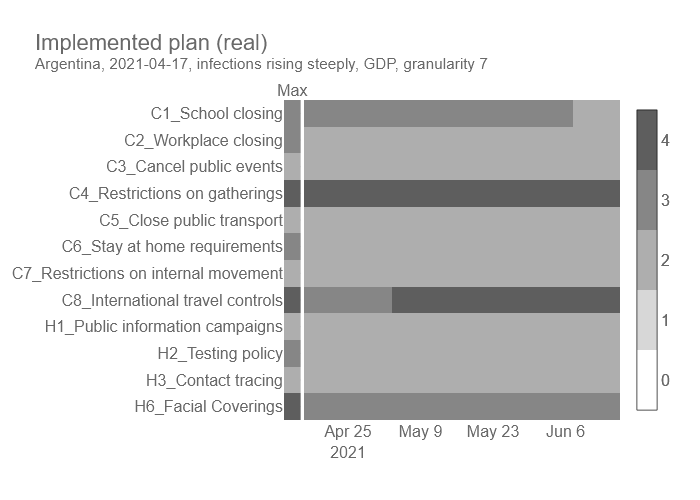 Implemented plan (real)
Argentina, 2021-04-17, infections rising steeply, GDP, granularity 7
Max
C1_School closing
C2_Workplace closing
C3_Cancel public events
C4_Restrictions on gatherings
C5_Close public transport
C6_Stay at home requirements
C7_Restrictions on internal movement
C8_International travel controls
H1_Public information campaigns
H2_Testing policy
H3_Contact tracing
H6_Facial Coverings
Apr 25 May 9 May 23 Jun 6
2021
4
3
2
1
0